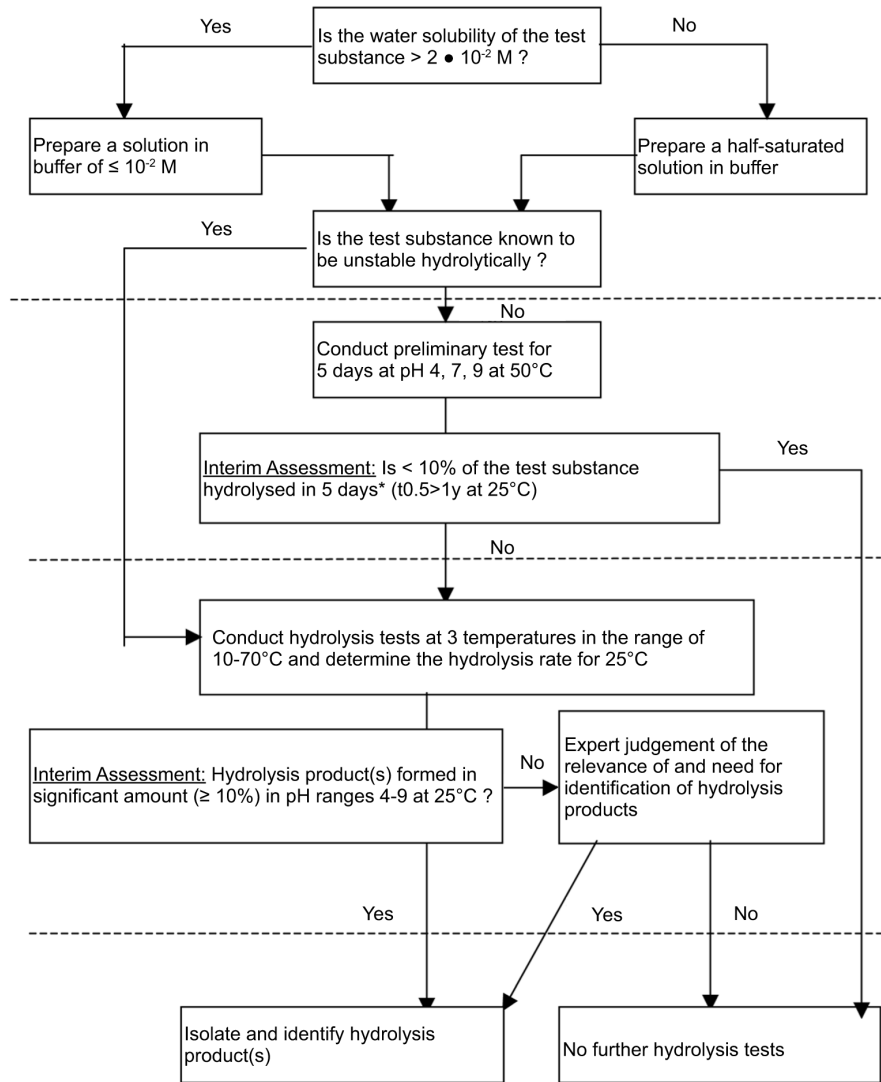 Yes
Is the water solubility of the test
substance > 2 ● 10⁻² M ?
No
Prepare a solution in
buffer of ≤ 10⁻² M
Prepare a half-saturated
solution in buffer
Yes
Is the test substance known to
be unstable hydrolytically ?
No
Conduct preliminary test for
5 days at pH 4, 7, 9 at 50°C
Interim Assessment: Is < 10% of the test substance
hydrolysed in 5 days* (t0.5>1y at 25°C)
Yes
No
Conduct hydrolysis tests at 3 temperatures in the range of
10-70°C and determine the hydrolysis rate for 25°C
Interim Assessment: Hydrolysis product(s) formed in
significant amount (≥ 10%) in pH ranges 4-9 at 25°C ?
No
Expert judgement of the
relevance of and need for
identification of hydrolysis
products
Yes
Yes
No
Isolate and identify hydrolysis
product(s)
No further hydrolysis tests